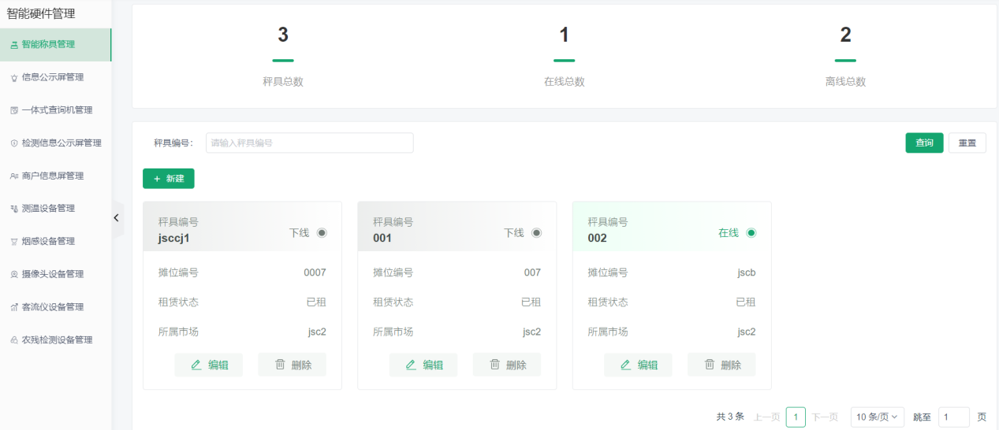 智能硬件管理
智能称具管理
信息公示屏管理
一体式查询机管理
检测信息公示屏管理
商户信息屏管理
测温设备管理
烟感设备管理
摄像头设备管理
客流仪设备管理
农残检测设备管理
3 1 2
秤具总数 在线总数 离线总数
秤具编号: 请输入秤具编号 查询 重置
+ 新建
秤具编号
jsccj1
下线
摊位编号 0007
租赁状态 已租
所属市场 jsc2
编辑 删除
秤具编号
001
下线
摊位编号 007
租赁状态 已租
所属市场 jsc2
编辑 删除
秤具编号
002
在线
摊位编号 jscb
租赁状态 已租
所属市场 jsc2
编辑 删除
共 3 条 上一页 1 下一页 10 条/页 跳至 1 页